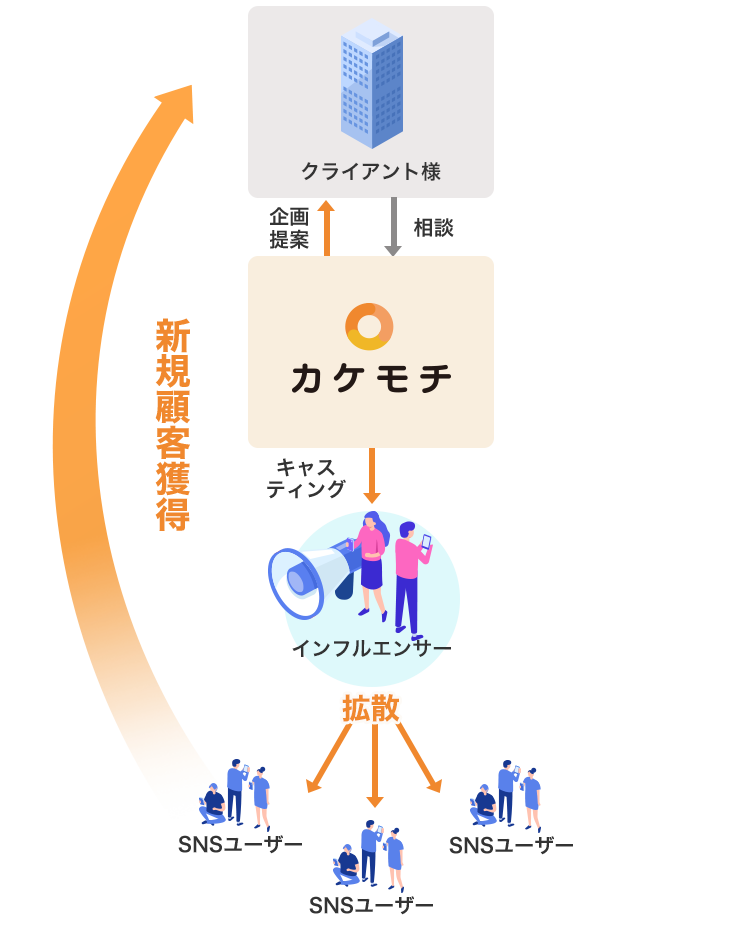 クライアント様
企画
提案
相談
カケモチ
新規顧客獲得
キャス
ティング
インフルエンサー
拡散
SNSユーザー
SNSユーザー
SNSユーザー